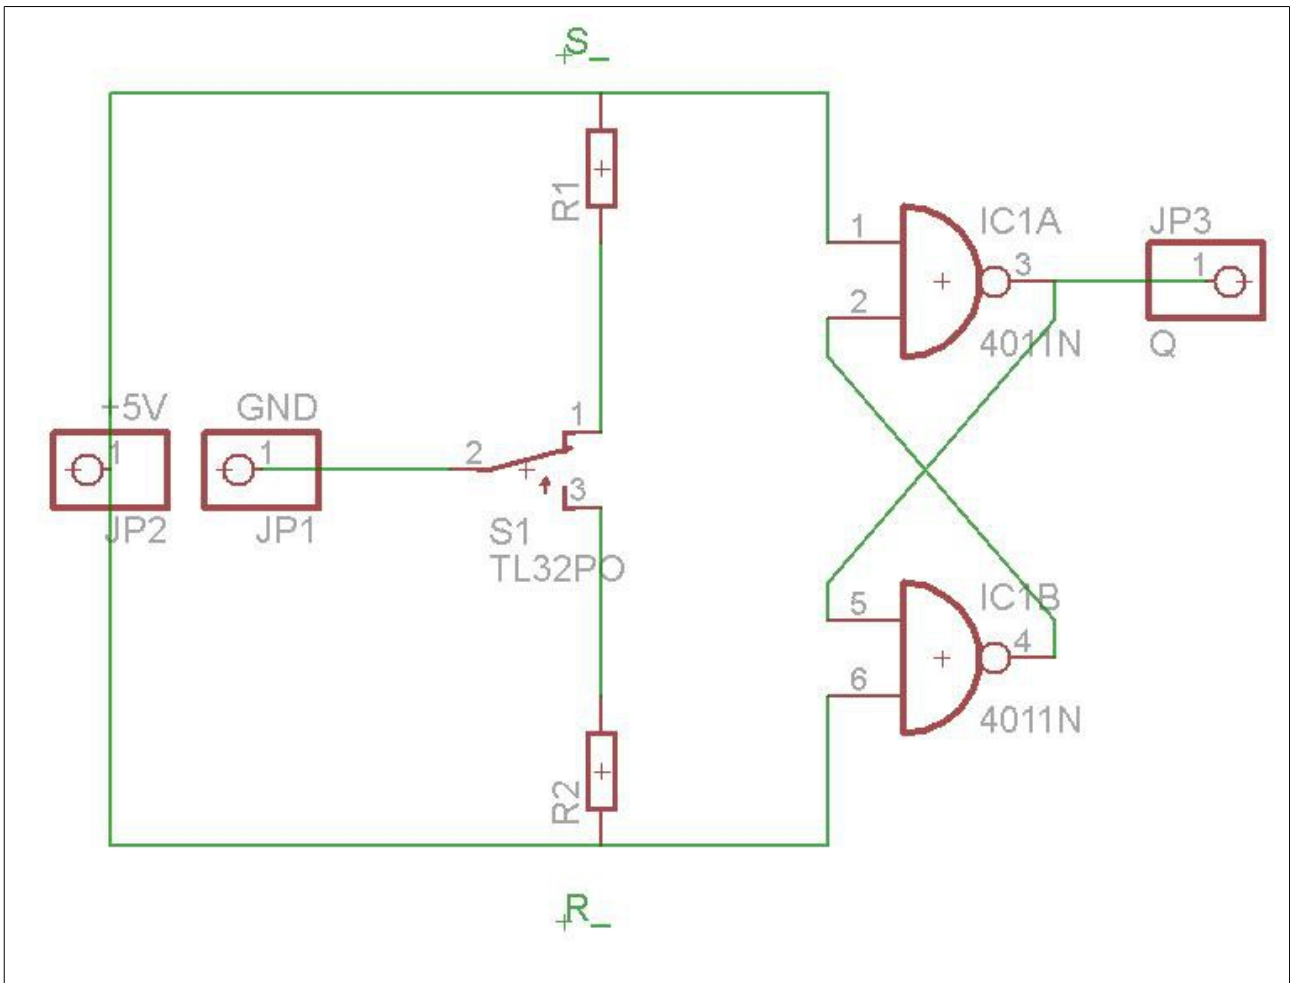 S_
R1
1
IC1A
3
2
4011N
JP3
1
Q
+5V
1
JP2
GND
1
JP1
2
1
3
S1
TL32PO
5
IC1B
4
6
4011N
R2
R_